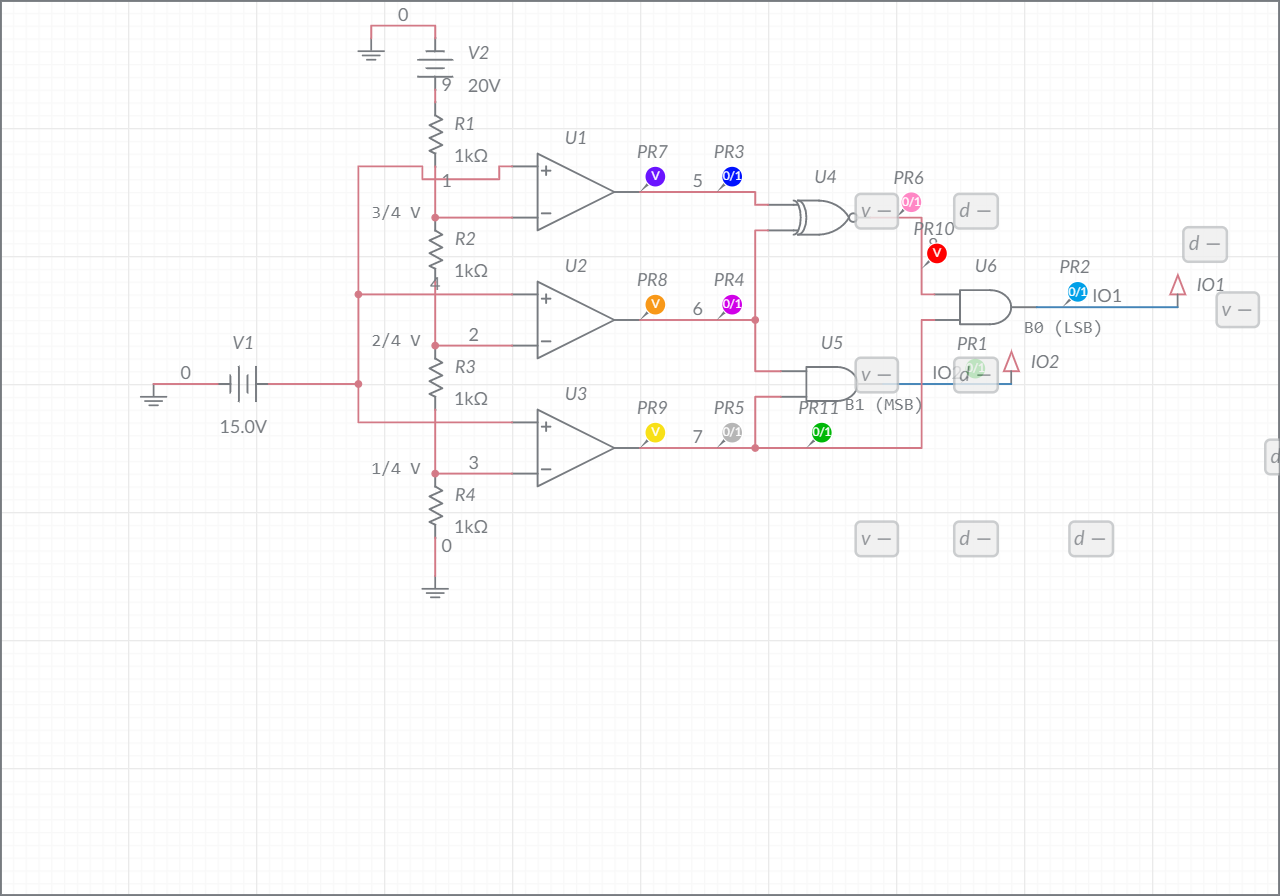 0
V2
9
20V
R1
1kΩ
U1
PR7
PR3
V
0/1
5
U4
PR6
0/1
v —
d —
1
3/4 V
R2
1kΩ
4
U2
PR8
PR4
V
0/1
6
PR10
V
d —
U6
PR2
0/1
IO1
IO1
v —
B0 (LSB)
2/4 V
2
R3
1kΩ
V1
0
15.0V
U5
PR1
0/1
v —
d —
IO2
B1 (MSB)
U3
PR9
PR5
PR11
V
0/1
0/1
7
d
1/4 V
3
R4
1kΩ
0
v —
d —
d —